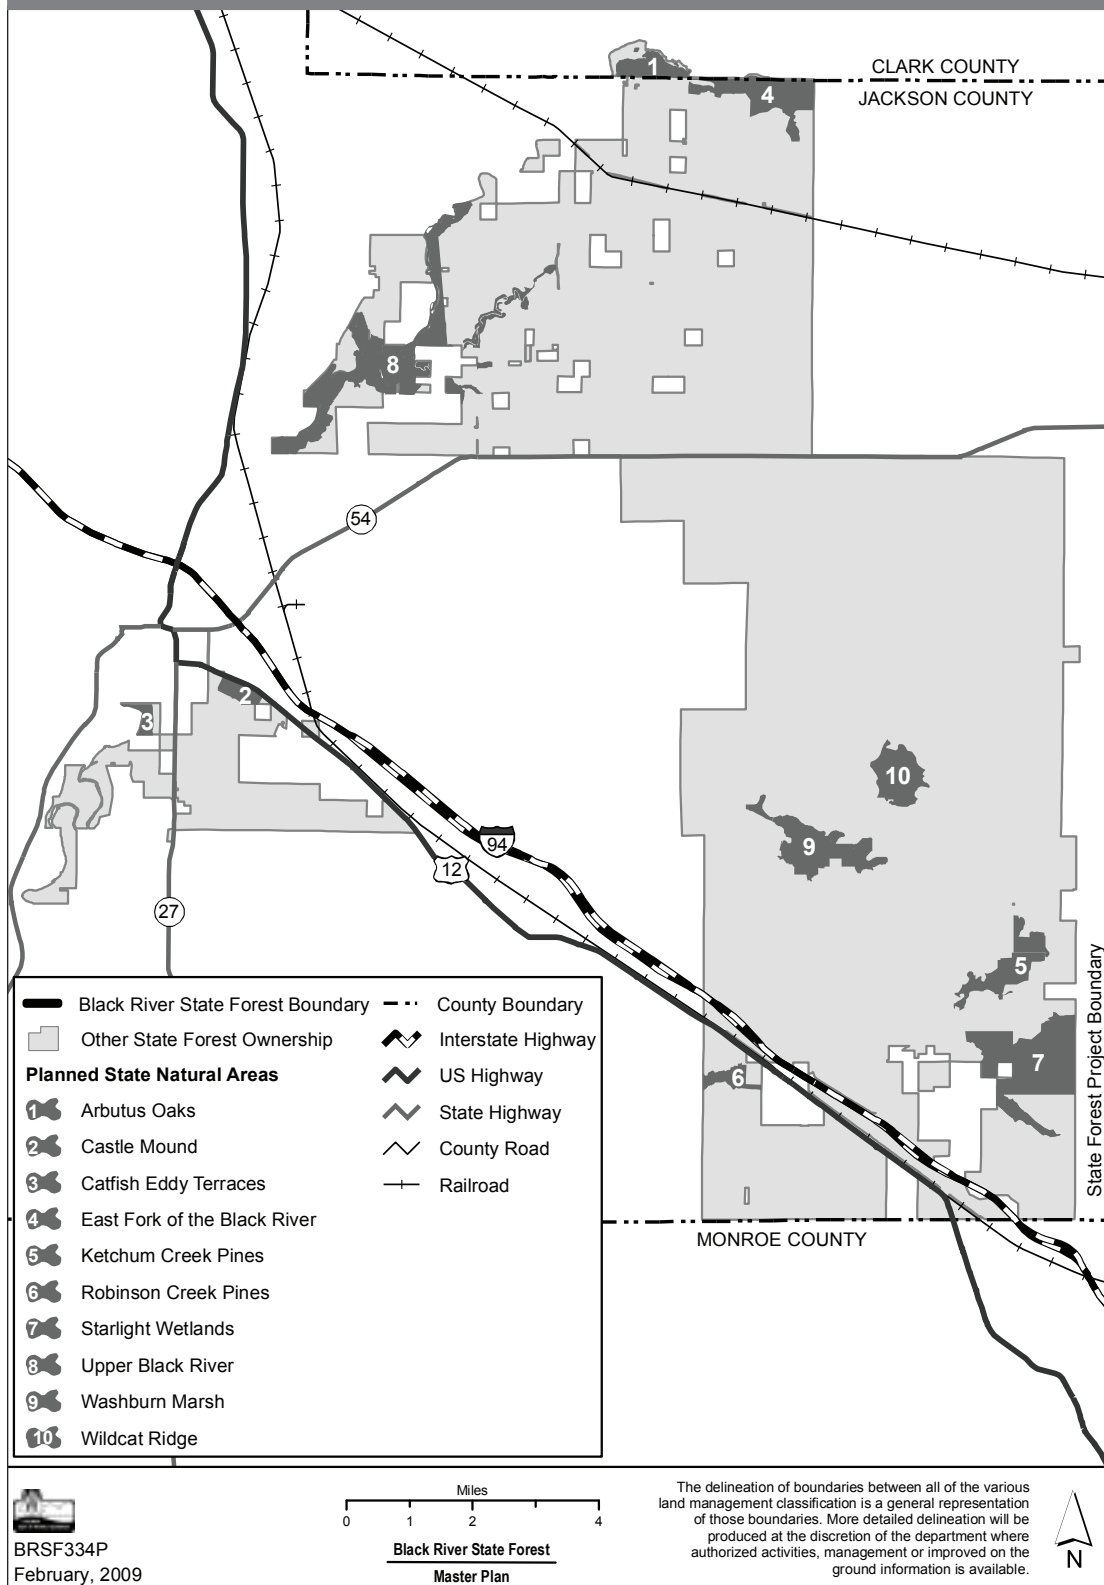 1
CLARK COUNTY
4
JACKSON COUNTY
8
54
2
3
10
9
94
12
27
5
7
6
State Forest Project Boundary
MONROE COUNTY
Black River State Forest Boundary
Other State Forest Ownership
Planned State Natural Areas
1 Arbutus Oaks
2 Castle Mound
3 Catfish Eddy Terraces
4 East Fork of the Black River
5 Ketchum Creek Pines
6 Robinson Creek Pines
7 Starlight Wetlands
8 Upper Black River
9 Washburn Marsh
10 Wildcat Ridge
County Boundary
Interstate Highway
US Highway
State Highway
County Road
Railroad
BRSF334P
February, 2009
Miles
0 1 2 4
Black River State Forest
Master Plan
The delineation of boundaries between all of the various
land management classification is a general representation
of those boundaries. More detailed delineation will be
produced at the discretion of the department where
authorized activities, management or improved on the
ground information is available.
N